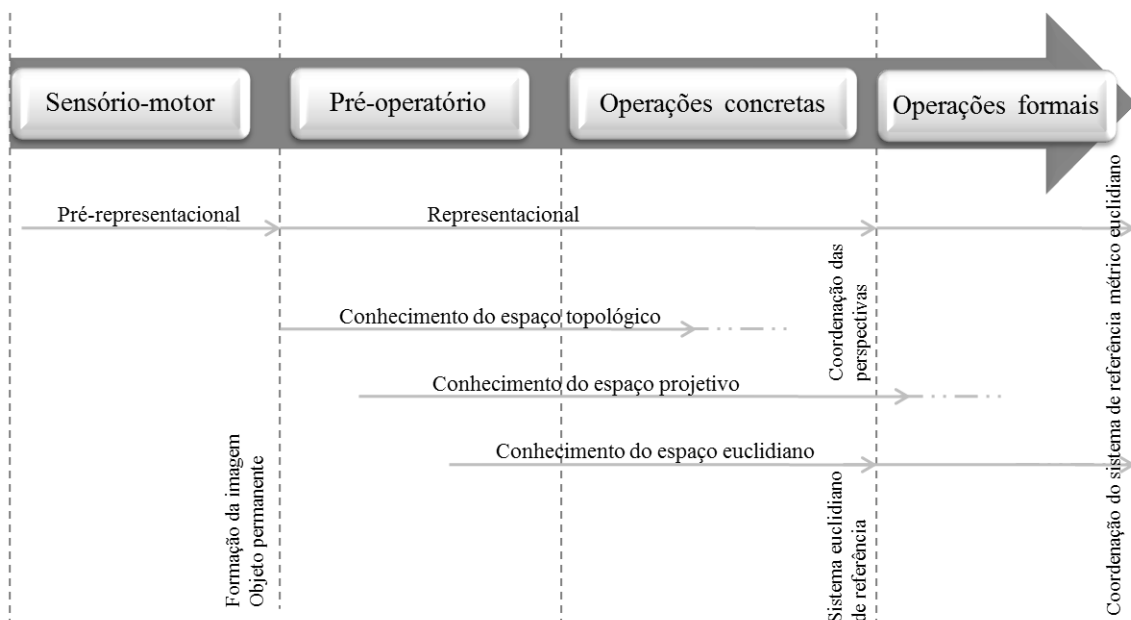 Sensório-motor
Pré-operatório
Operações concretas
Operações formais
Pré-representacional
Representacional
Conhecimento do espaço topológico
Conhecimento do espaço projetivo
Conhecimento do espaço euclidiano
Formação da imagem
Objeto permanente
Coordenação das
perspectivas
Sistema euclidiano
de referência
Coordenação do sistema de referência métrico euclidiano